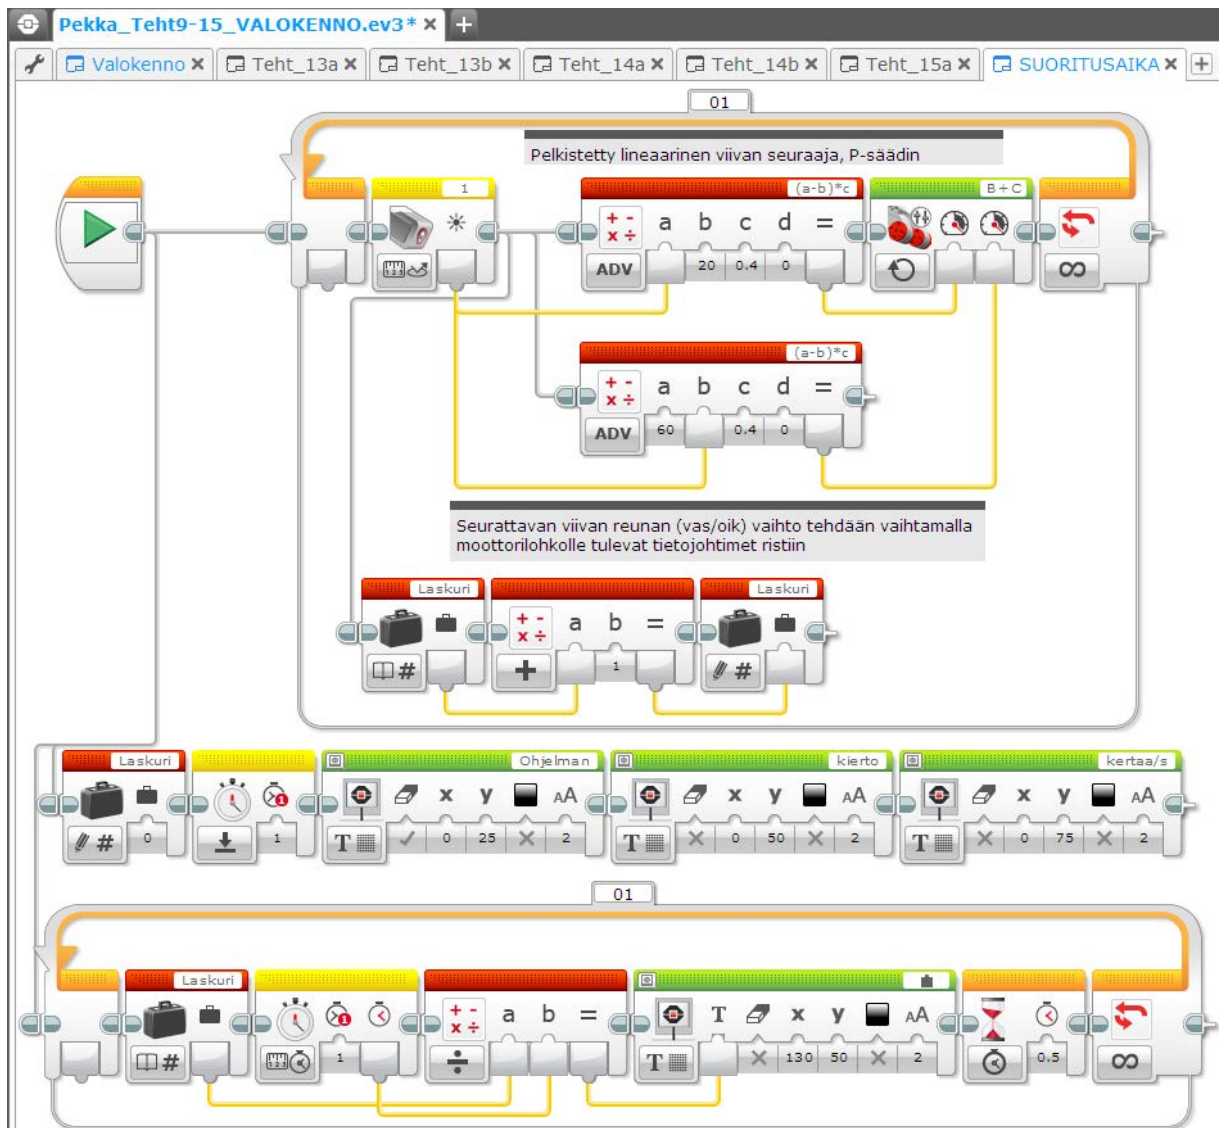 Pekka_Teht9-15_VALOKENNO.ev3* × +
Valokenno × Teht_13a × Teht_13b × Teht_14a × Teht_14b × Teht_15a × SUORITUSAIKA × +
01
Pelkistetty lineaarinen viivan seuraaja, P-säädin
1 (a-b)*c B+C
a b c d =
ADV 20 0.4 0 ∞
(a-b)*c
a b c d =
ADV 60 0.4 0
Seurattavan viivan reunan (vas/oik) vaihto tehdään vaihtamalla
moottorilohkolle tulevat tietojohtimet ristiin
Laskuri Laskuri
a b =
# + 1 #
Laskuri Ohjelman kierto kertaa/s
1 x y AA x y AA x y AA
# 0 1 T 0 25 2 T 0 50 2 T 0 75 2
01
Laskuri
1 a b = T x y AA
# 123 1 ÷ T 130 50 2 0.5 ∞